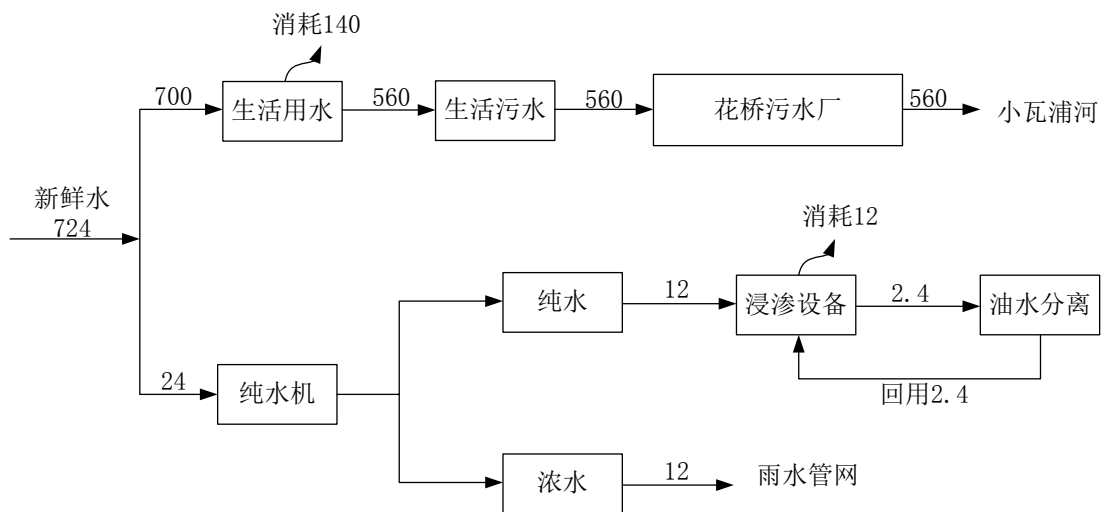 消耗140
700
生活用水
560
生活污水
560
花桥污水厂
560
小瓦浦河
新鲜水
724
消耗12
纯水
12
浸渗设备
2.4
油水分离
24
纯水机
回用2.4
浓水
12
雨水管网